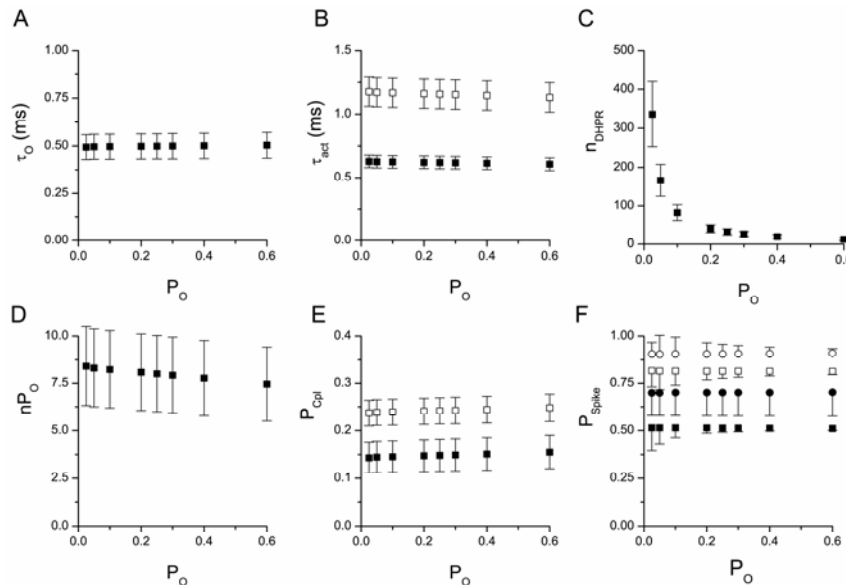 A
B
C
τO (ms)
1.00
0.75
0.50
0.25
0.00
0.0 0.2 0.4 0.6
PO
τact (ms)
1.5
1.0
0.5
0.0
0.0 0.2 0.4 0.6
PO
nDHPR
500
400
300
200
100
0
0.0 0.2 0.4 0.6
PO
D
E
F
nPO
10.0
7.5
5.0
2.5
0.0
0.0 0.2 0.4 0.6
PO
PCpl
0.4
0.3
0.2
0.1
0.0
0.0 0.2 0.4 0.6
PO
PSpike
1.00
0.75
0.50
0.25
0.00
0.0 0.2 0.4 0.6
PO